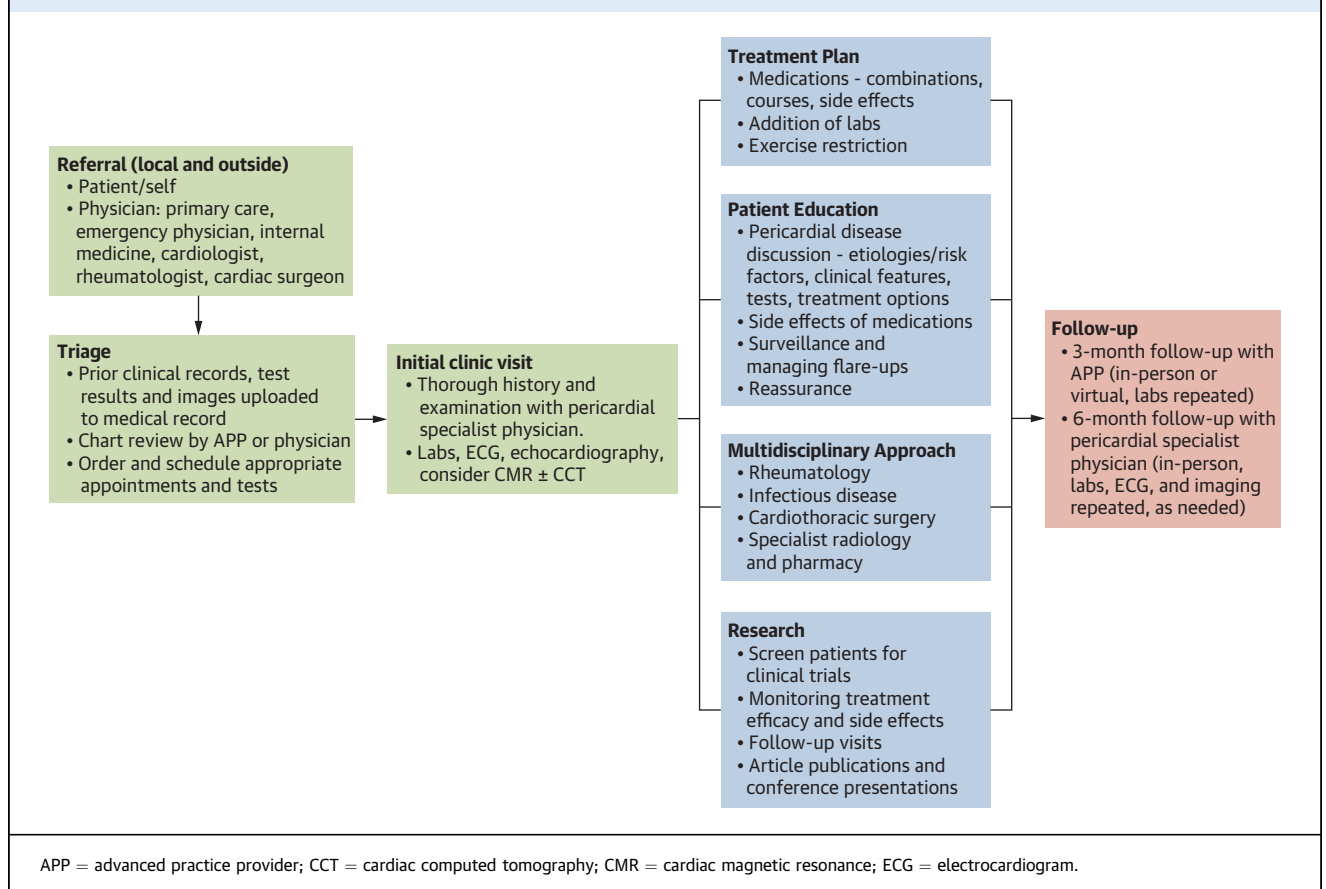 Referral (local and outside)
• Patient/self
• Physician: primary care,
emergency physician, internal
medicine, cardiologist,
rheumatologist, cardiac surgeon
Triage
• Prior clinical records, test
results and images uploaded
to medical record
• Chart review by APP or physician
• Order and schedule appropriate
appointments and tests
Initial clinic visit
• Thorough history and
examination with pericardial
specialist physician.
• Labs, ECG, echocardiography,
consider CMR ± CCT
Treatment Plan
• Medications - combinations,
courses, side effects
• Addition of labs
• Exercise restriction
Patient Education
• Pericardial disease
discussion - etiologies/risk
factors, clinical features,
tests, treatment options
• Side effects of medications
• Surveillance and
managing flare-ups
• Reassurance
Multidisciplinary Approach
• Rheumatology
• Infectious disease
• Cardiothoracic surgery
• Specialist radiology
and pharmacy
Research
• Screen patients for
clinical trials
• Monitoring treatment
efficacy and side effects
• Follow-up visits
• Article publications and
conference presentations
Follow-up
• 3-month follow-up with
APP (in-person or
virtual, labs repeated)
• 6-month follow-up with
pericardial specialist
physician (in-person,
labs, ECG, and imaging
repeated, as needed)
APP = advanced practice provider; CCT = cardiac computed tomography; CMR = cardiac magnetic resonance; ECG = electrocardiogram.